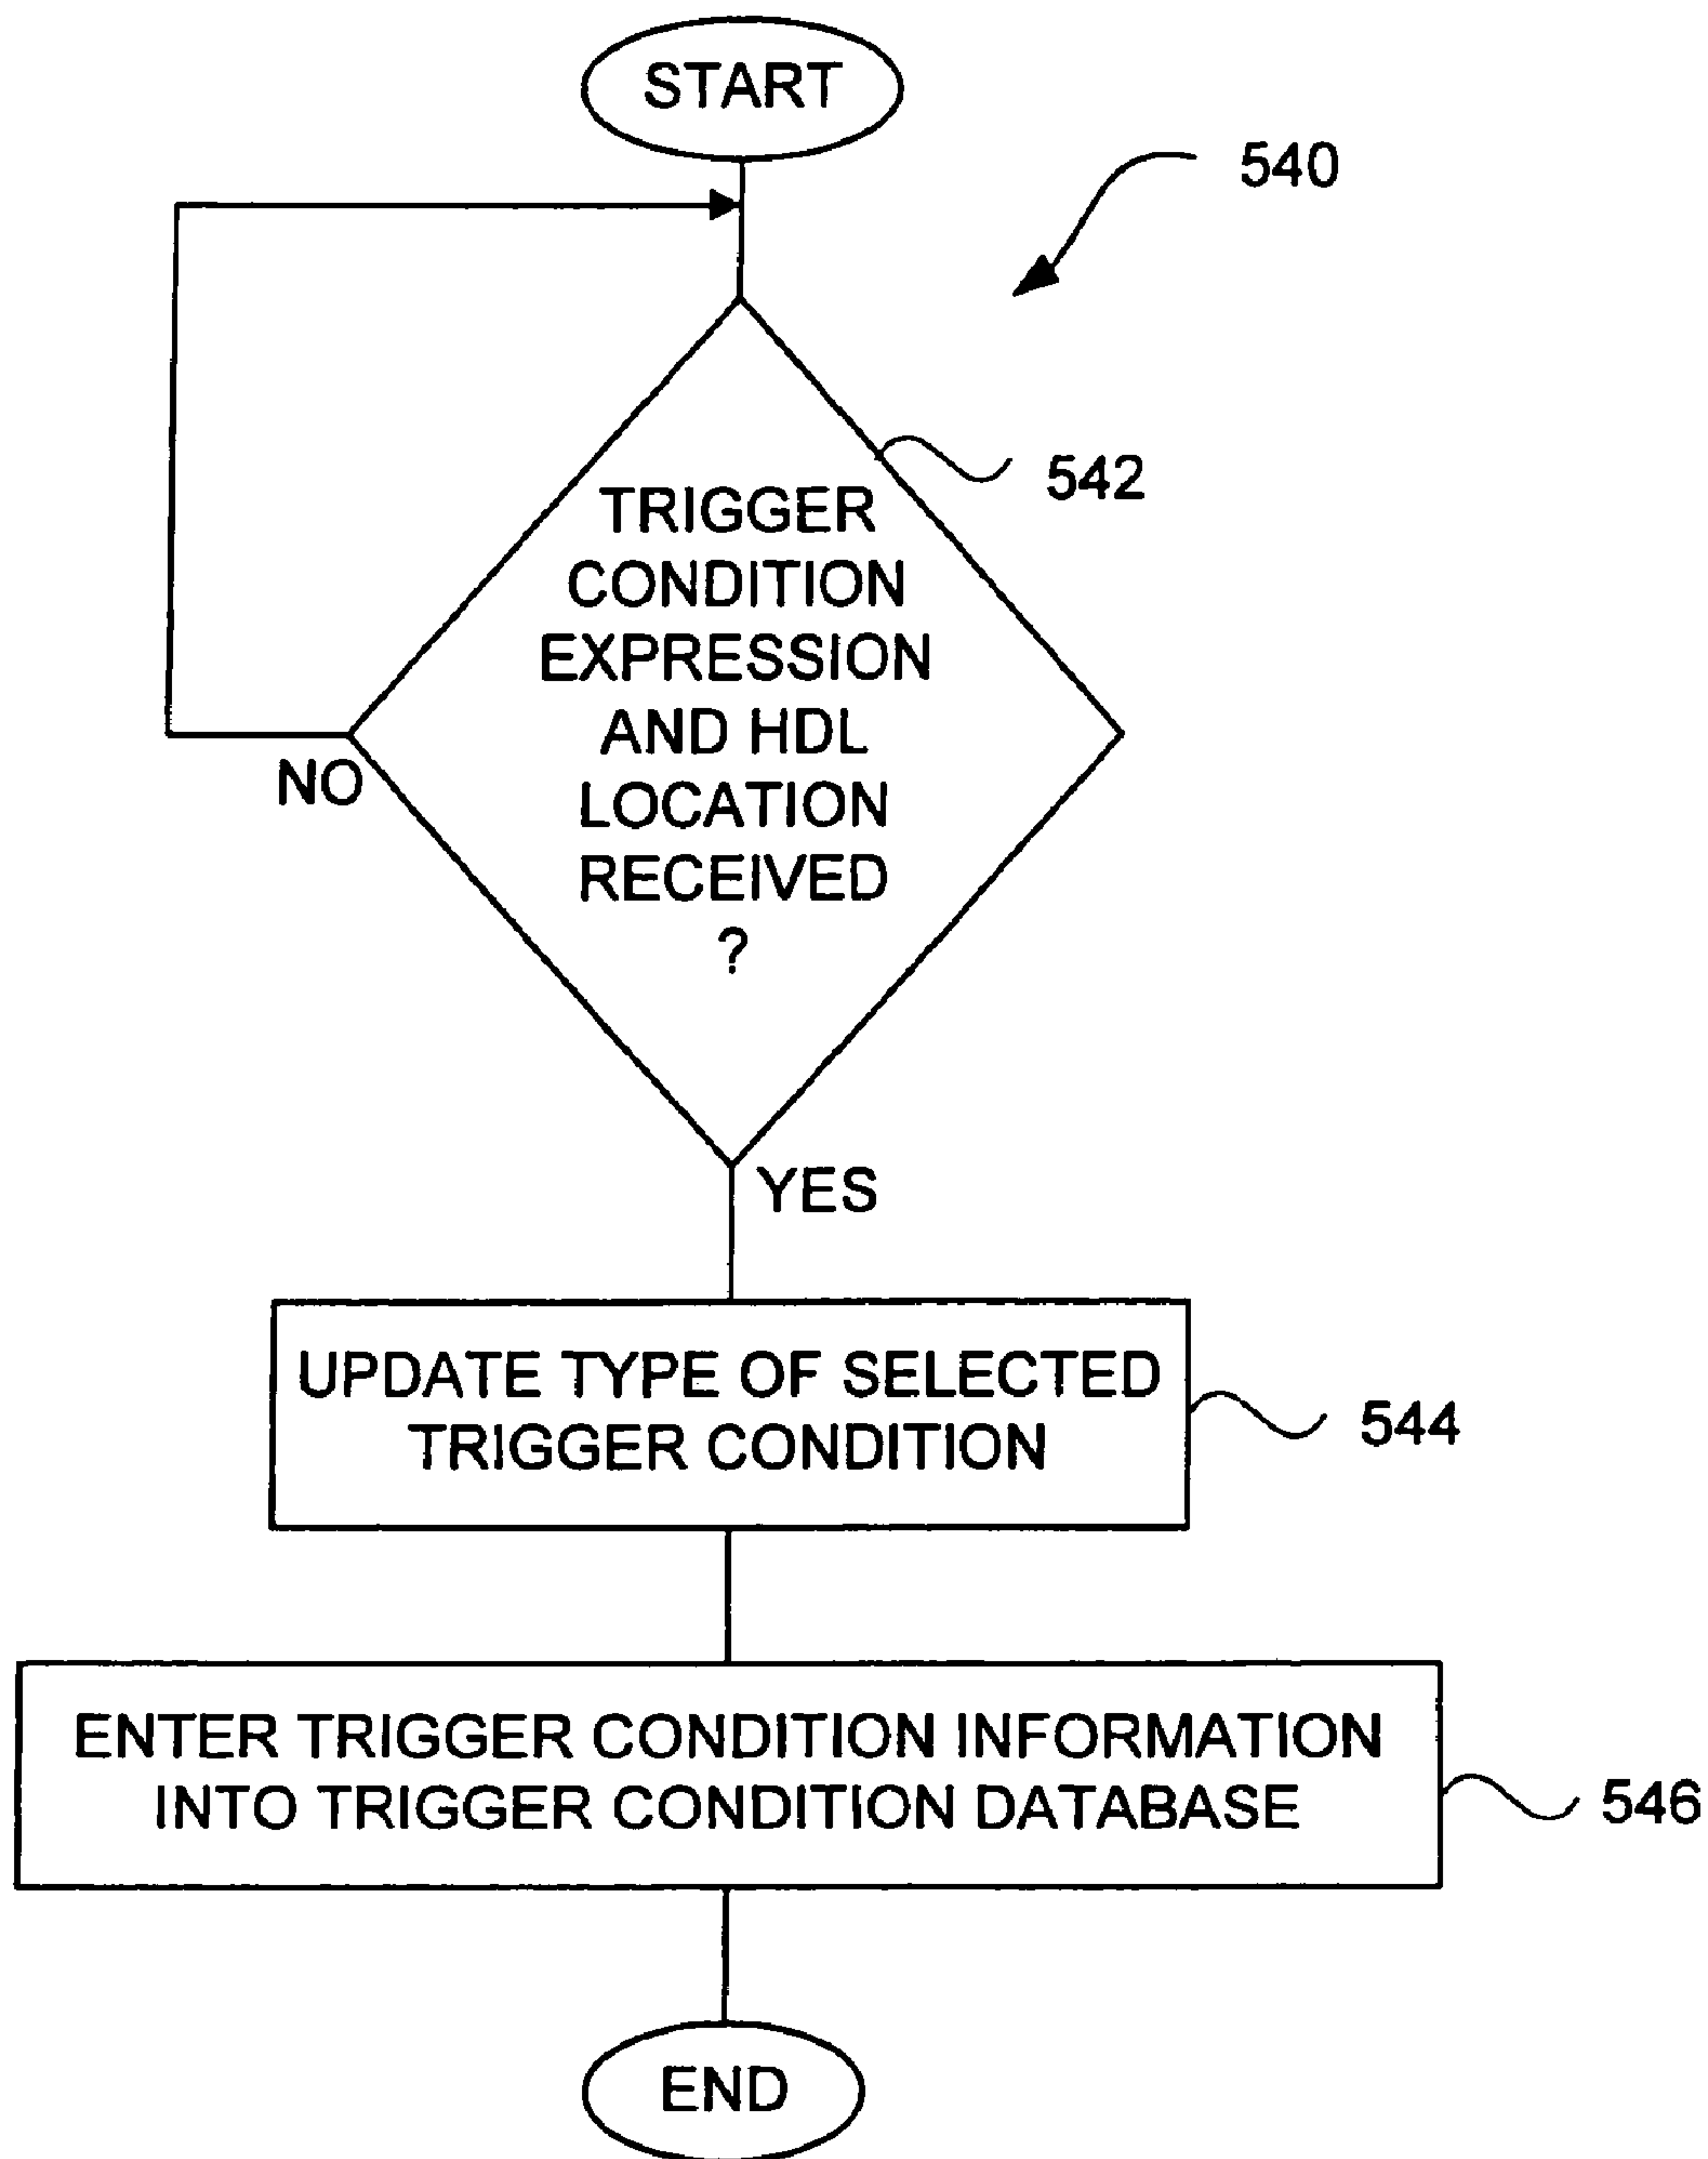 START
540
542
TRIGGER
CONDITION
EXPRESSION
AND HDL
LOCATION
RECEIVED
?
NO
YES
UPDATE TYPE OF SELECTED
TRIGGER CONDITION
544
ENTER TRIGGER CONDITION INFORMATION
INTO TRIGGER CONDITION DATABASE
546
END